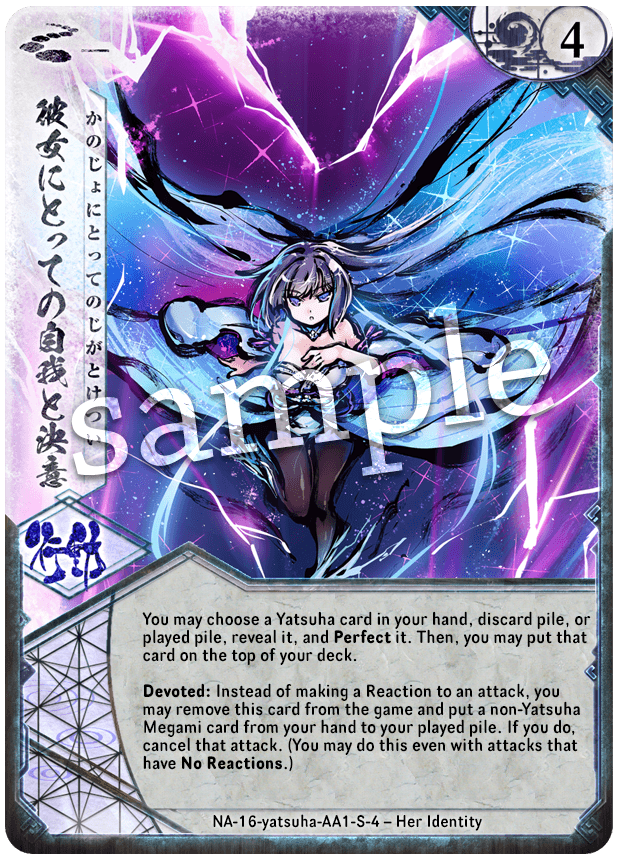 4
彼女にとっての自我と決意
かのじょにとってのじがとけつい
sample
行動
You may choose a Yatsuha card in your hand, discard pile, or
played pile, reveal it, and Perfect it. Then, you may put that
card on the top of your deck.
Devoted: Instead of making a Reaction to an attack, you
may remove this card from the game and put a non-Yatsuha
Megami card from your hand to your played pile. If you do,
cancel that attack. (You may do this even with attacks that
have No Reactions.)
NA-16-yatsuha-AA1-S-4 – Her Identity